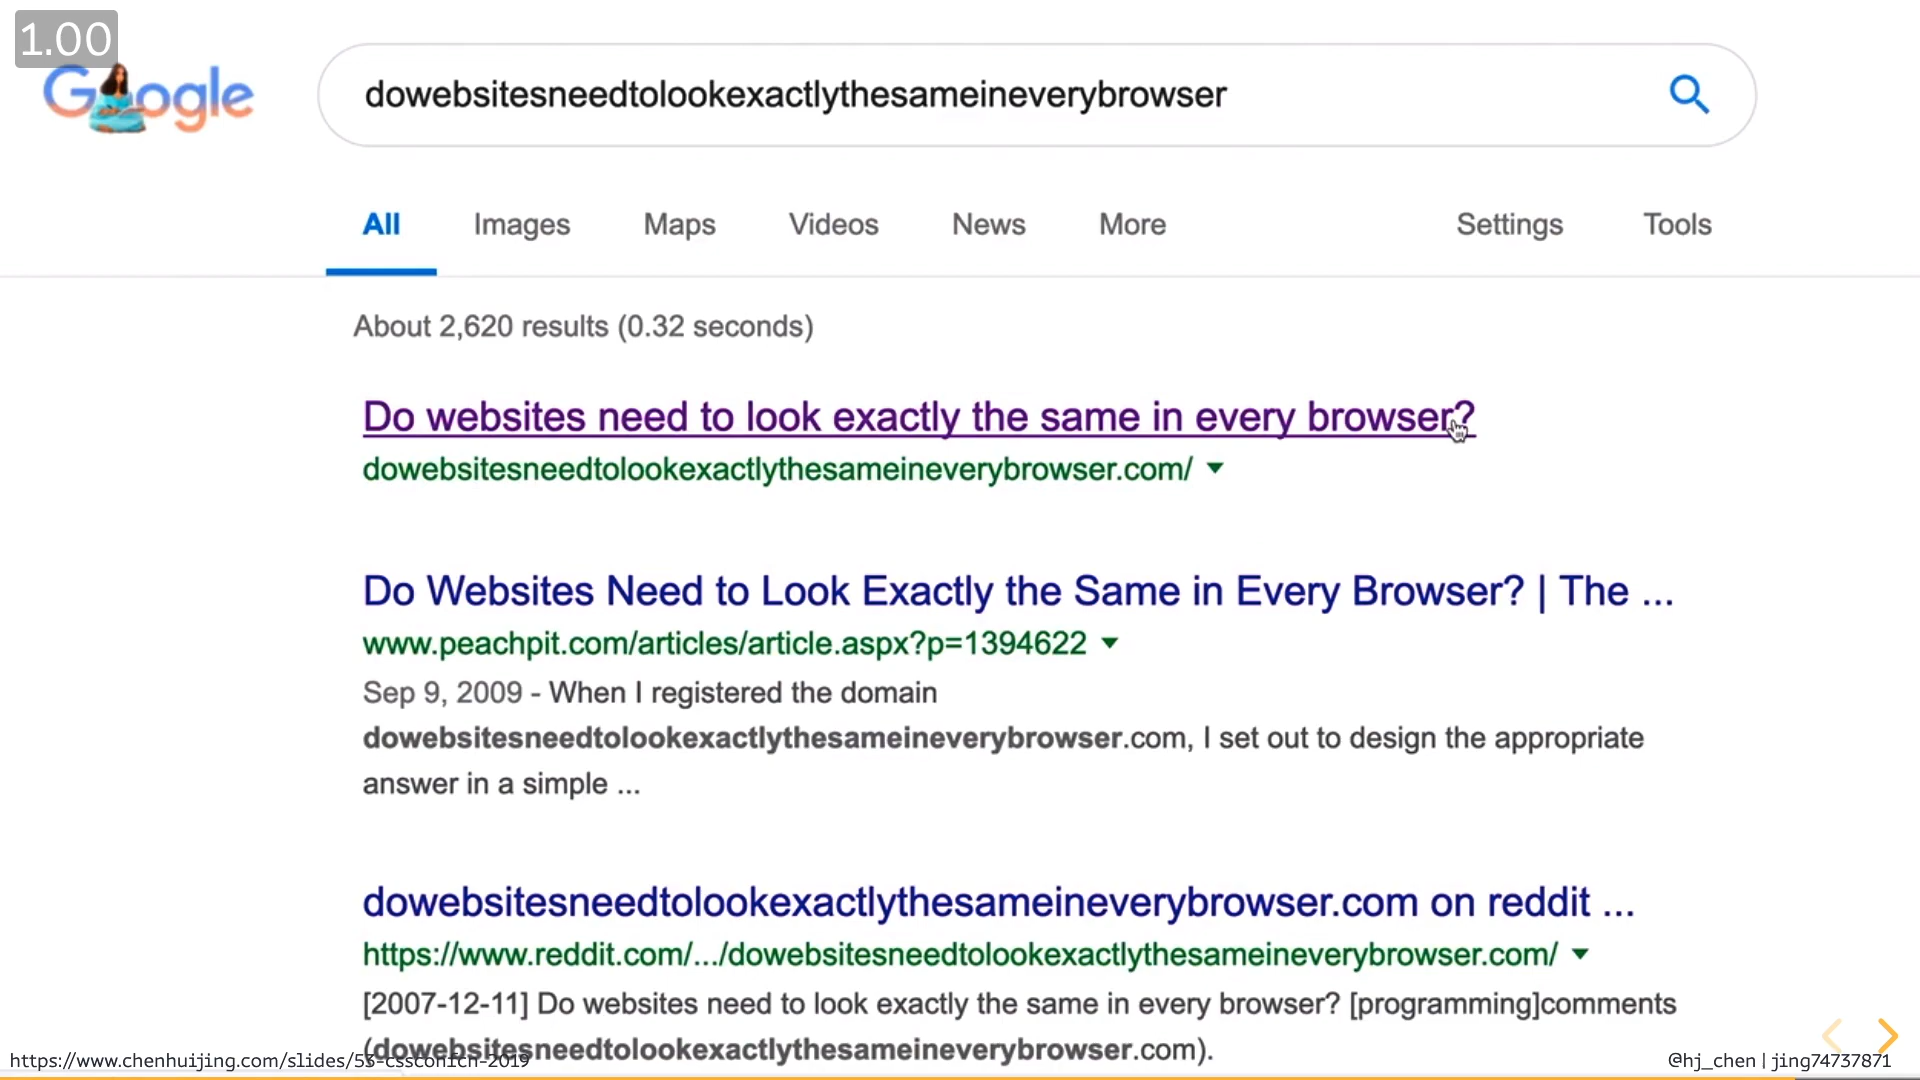 1.00
Google
dowebsitesneedtolookexactlythesameineverybrowser
All Images Maps Videos News More Settings Tools
About 2,620 results (0.32 seconds)
Do websites need to look exactly the same in every browser?
dowebsitesneedtolookexactlythesameineverybrowser.com/
Do Websites Need to Look Exactly the Same in Every Browser? | The ...
www.peachpit.com/articles/article.aspx?p=1394622
Sep 9, 2009 - When I registered the domain
dowebsitesneedtolookexactlythesameineverybrowser.com, I set out to design the appropriate
answer in a simple ...
dowebsitesneedtolookexactlythesameineverybrowser.com on reddit ...
https://www.reddit.com/.../dowebsitesneedtolookexactlythesameineverybrowser.com/
[2007-12-11] Do websites need to look exactly the same in every browser? [programming]comments
(dowebsitesneedtolookexactlythesameineverybrowser.com).
https://www.chenhuijing.com/slides/53-cssconfcn-2019
@hj_chen | jing74737871